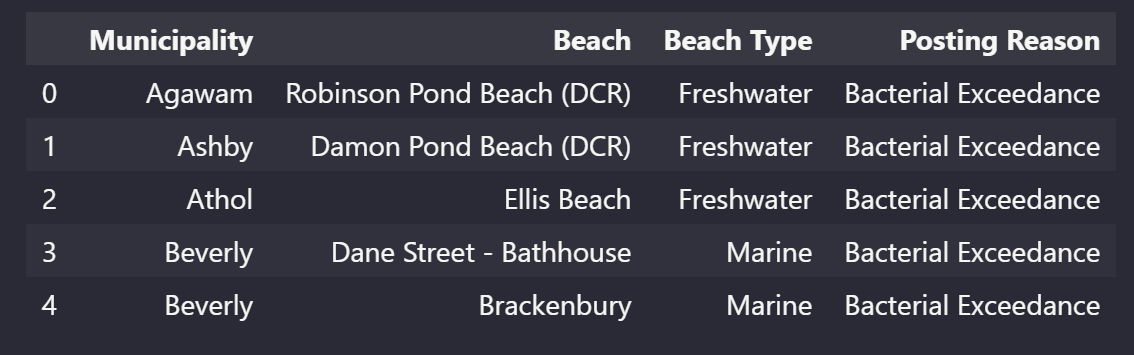 Municipality Beach Beach Type Posting Reason
0 Agawam Robinson Pond Beach (DCR) Freshwater Bacterial Exceedance
1 Ashby Damon Pond Beach (DCR) Freshwater Bacterial Exceedance
2 Athol Ellis Beach Freshwater Bacterial Exceedance
3 Beverly Dane Street - Bathhouse Marine Bacterial Exceedance
4 Beverly Brackenbury Marine Bacterial Exceedance